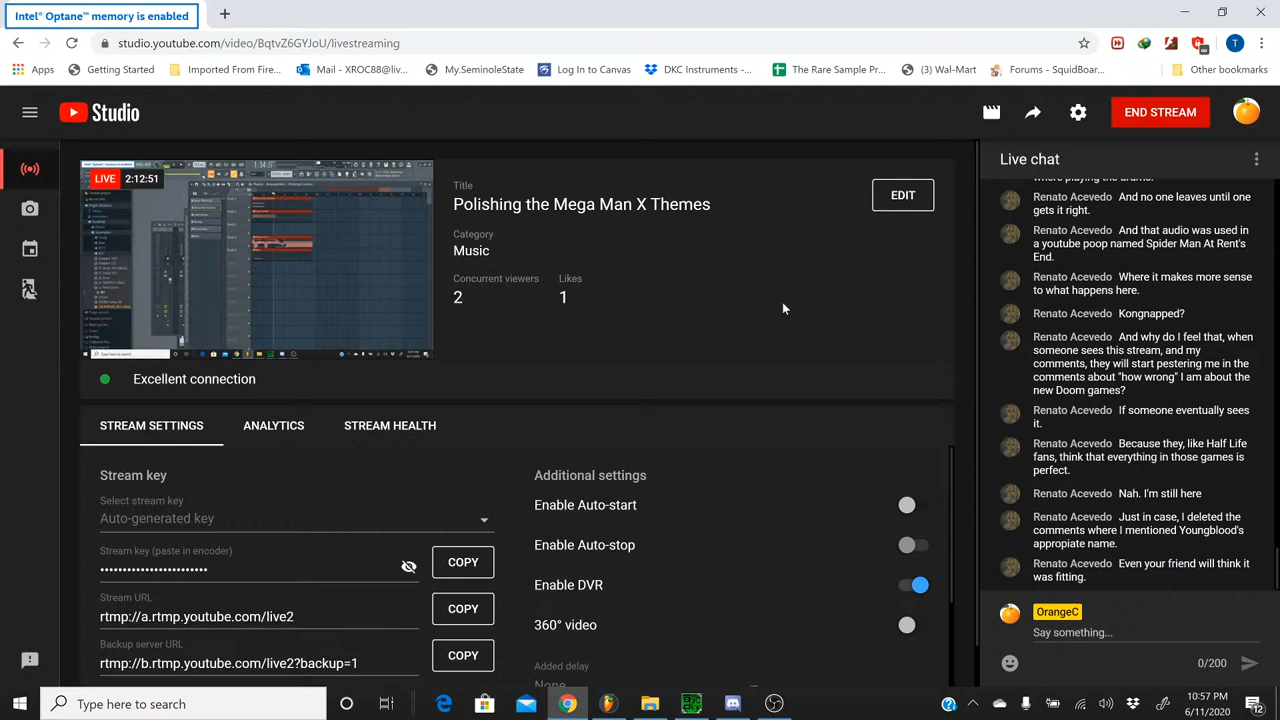 Intel® Optane™ memory is enabled
studio.youtube.com/video/BqtvZ6GYJoU/livestreaming
Apps
Getting Started
Imported From Fire...
Mail - XROC88@liv...
My.SeminoleState
Log In to Canvas
DKC Instruments -...
The Rare Sample Pr...
(3) Wal-Mart
Forums - SquidBoar...
Other bookmarks
Studio
END STREAM
LIVE 2:12:51
Title
Polishing the Mega Man X Themes
EDIT
Category
Music
Concurrent viewers
Likes
2
1
Excellent connection
STREAM SETTINGS
ANALYTICS
STREAM HEALTH
Stream key
Select stream key
Auto-generated key
Stream key (paste in encoder)
••••••••••••••••••••••••
COPY
Stream URL
rtmp://a.rtmp.youtube.com/live2
COPY
Backup server URL
rtmp://b.rtmp.youtube.com/live2?backup=1
COPY
Additional settings
Enable Auto-start
Enable Auto-stop
Enable DVR
360° video
Added delay
None
Live chat
where playing the drums.
Renato Acevedo And no one leaves until one
gets it right.
Renato Acevedo And that audio was used in
a youtube poop named Spider Man At His
End.
Renato Acevedo Where it makes more sense
to what happens here.
Renato Acevedo Kongnapped?
Renato Acevedo And why do I feel that, when
someone sees this stream, and my
comments, they will start pestering me in the
comments about "how wrong" I am about the
new Doom games?
Renato Acevedo If someone eventually sees
it.
Renato Acevedo Because they, like Half Life
fans, think that everything in those games is
perfect.
Renato Acevedo Nah. I'm still here
Renato Acevedo Just in case, I deleted the
comments where I mentioned Youngblood's
appropiate name.
Renato Acevedo Even your friend will think it
was fitting.
OrangeC
Say something...
0/200
Type here to search
10:57 PM
6/11/2020